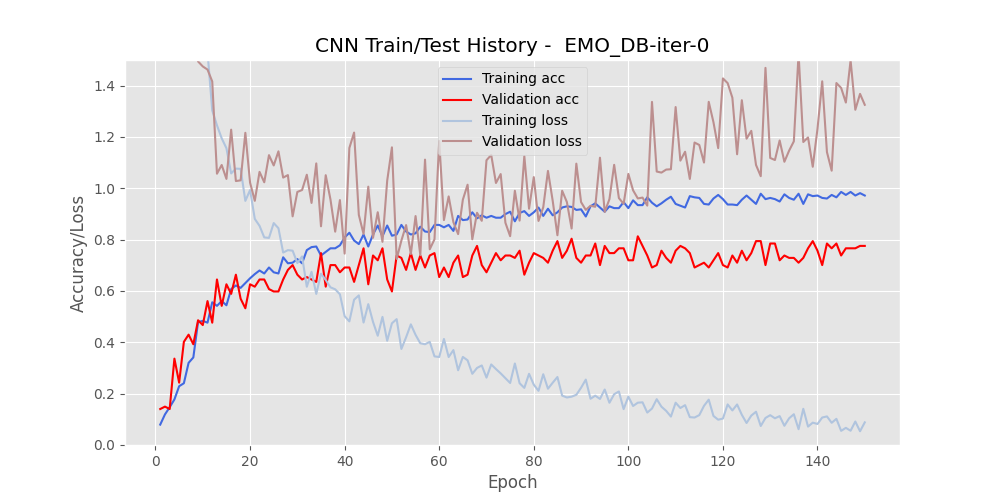 CNN Train/Test History -  EMO_DB-iter-0
Training acc
Validation acc
Training loss
Validation loss
Accuracy/Loss
1.4
1.2
1.0
0.8
0.6
0.4
0.2
0.0
0 20 40 60 80 100 120 140
Epoch